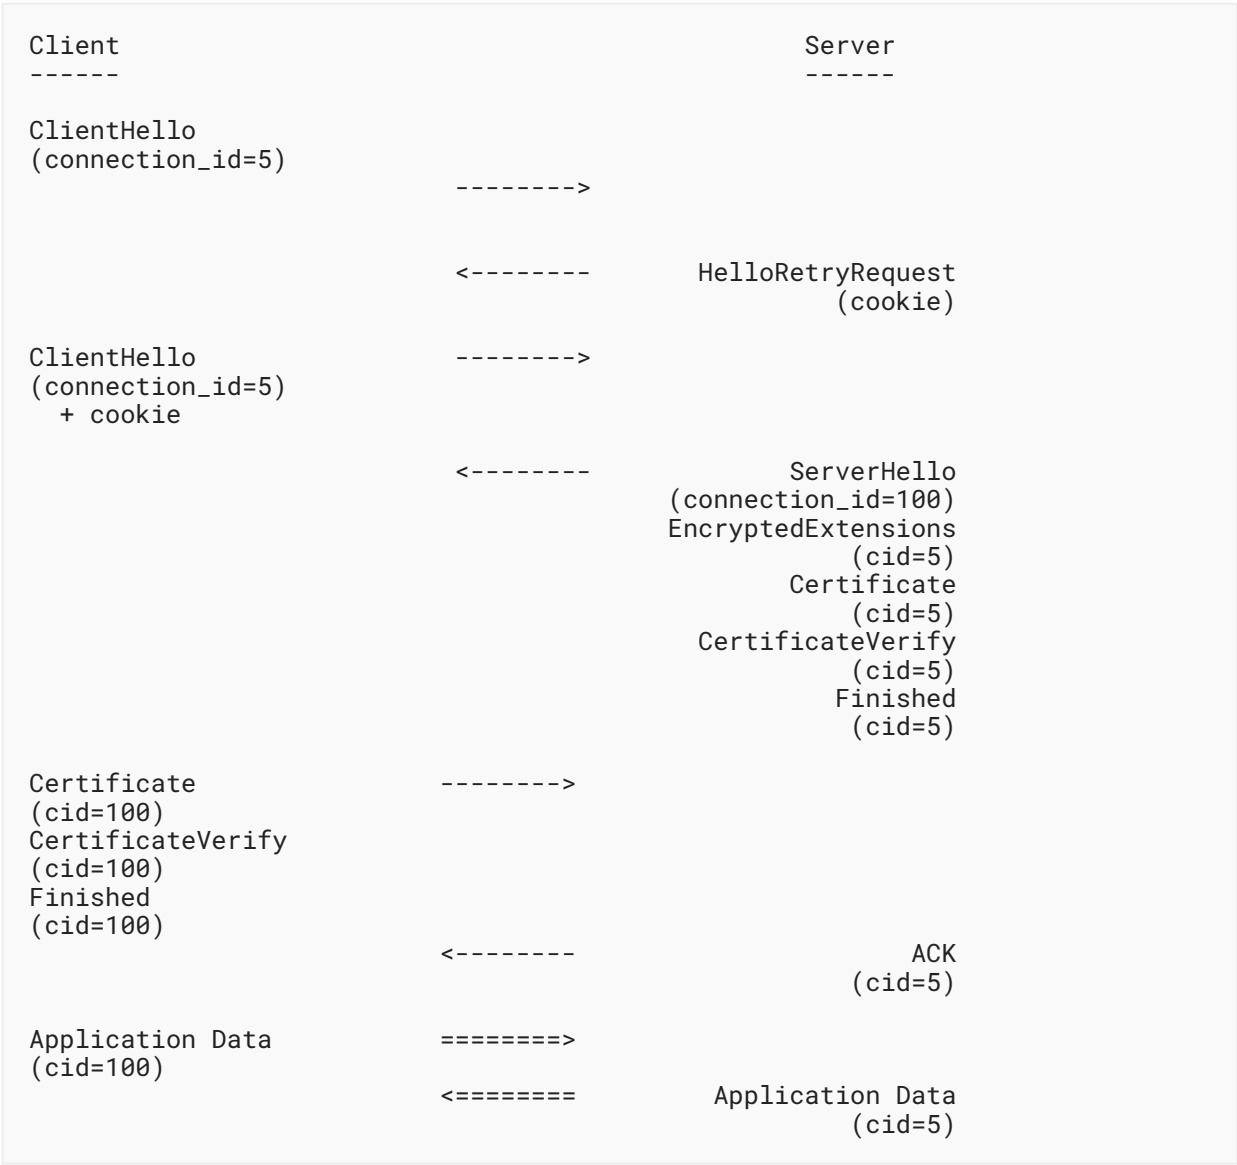 Client                                             Server
------                                             ------

ClientHello
(connection_id=5)
                            -------->


                            <--------       HelloRetryRequest
                                                     (cookie)

ClientHello                 -------->
(connection_id=5)
  + cookie

                            <--------             ServerHello
                                          (connection_id=100)
                                          EncryptedExtensions
                                                      (cid=5)
                                                  Certificate
                                                      (cid=5)
                                            CertificateVerify
                                                      (cid=5)
                                                     Finished
                                                      (cid=5)

Certificate                -------->
(cid=100)
CertificateVerify
(cid=100)
Finished
(cid=100)
                           <--------                      ACK
                                                      (cid=5)

Application Data           ========>
(cid=100)
                           <========         Application Data
                                                      (cid=5)